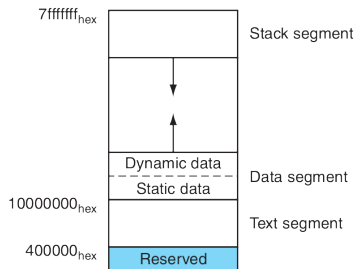 7fffffff hex
Stack segment
Dynamic data
Data segment
Static data
10000000 hex
Text segment
400000 hex
Reserved